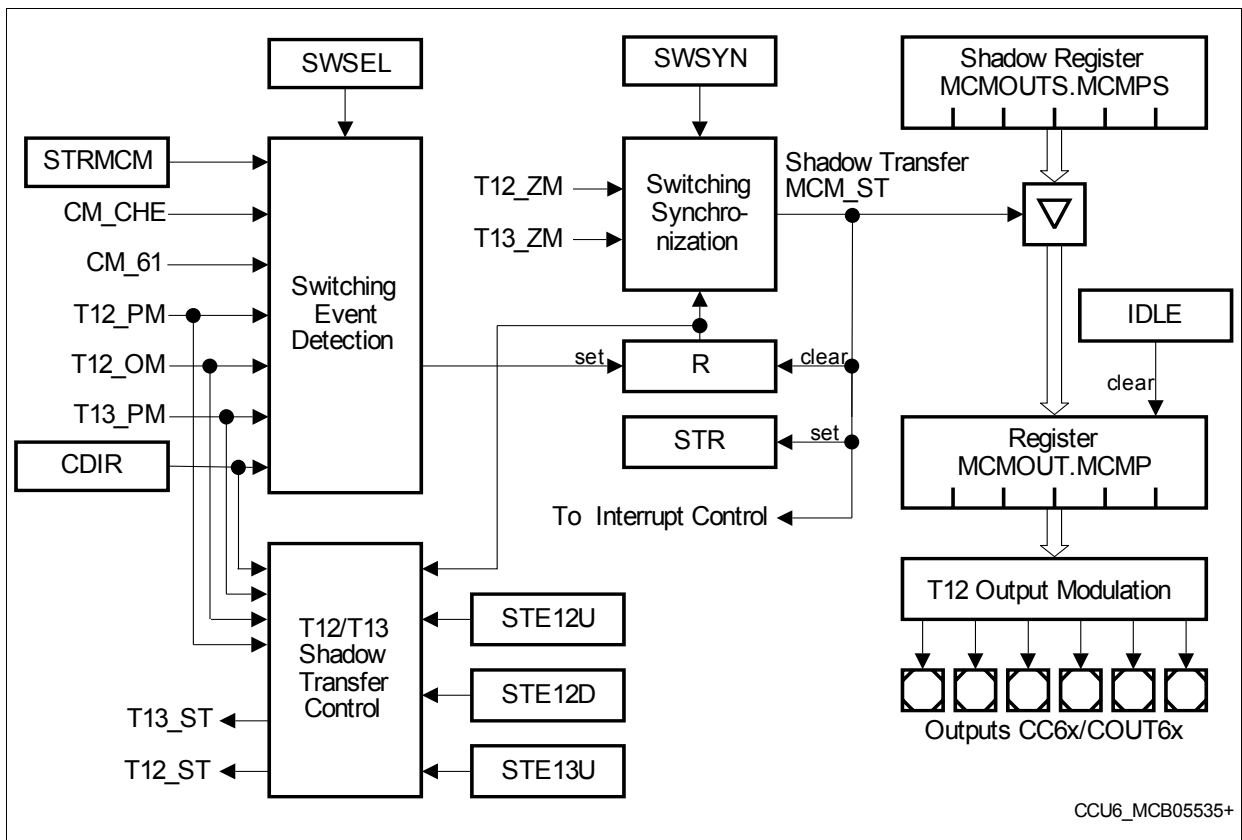 SWSEL
SWSYN
Shadow Register
MCMOUTS.MCMPS
STRMCM
CM_CHE
CM_61
T12_PM
T12_OM
T13_PM
CDIR
Switching
Event
Detection
T12_ZM
T13_ZM
Switching
Synchro-
nization
Shadow Transfer
MCM_ST
IDLE
set
R
clear
clear
STR
set
To Interrupt Control
Register
MCMOUT.MCMP
T12/T13
Shadow
Transfer
Control
STE12U
STE12D
STE13U
T13_ST
T12_ST
T12 Output Modulation
Outputs CC6x/COUT6x
CCU6_MCB05535+